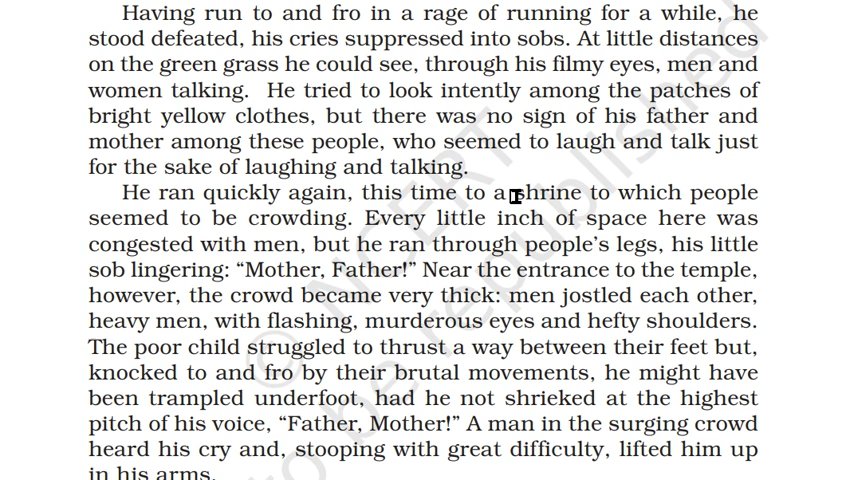 Having run to and fro in a rage of running for a while, he
stood defeated, his cries suppressed into sobs. At little distances
on the green grass he could see, through his filmy eyes, men and
women talking. He tried to look intently among the patches of
bright yellow clothes, but there was no sign of his father and
mother among these people, who seemed to laugh and talk just
for the sake of laughing and talking.
He ran quickly again, this time to a shrine to which people
seemed to be crowding. Every little inch of space here was
congested with men, but he ran through people’s legs, his little
sob lingering: “Mother, Father!” Near the entrance to the temple,
however, the crowd became very thick: men jostled each other,
heavy men, with flashing, murderous eyes and hefty shoulders.
The poor child struggled to thrust a way between their feet but,
knocked to and fro by their brutal movements, he might have
been trampled underfoot, had he not shrieked at the highest
pitch of his voice, “Father, Mother!” A man in the surging crowd
heard his cry and, stooping with great difficulty, lifted him up
in his arms.
© NCERT
to be republished